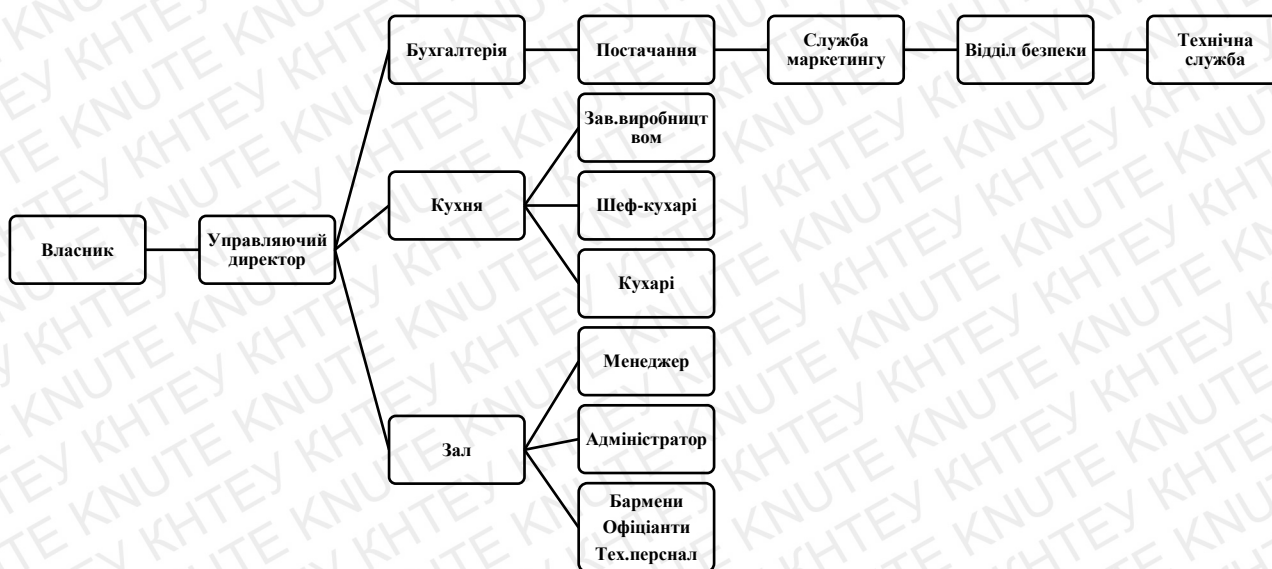 Бухгалтерія
Постачання
Служба
маркетингу
Відділ безпеки
Технічна
служба
Зав.виробницт
вом
Кухня
Шеф-кухарі
Власник
Управляючий
директор
Кухарі
Менеджер
Зал
Адміністратор
Бармени
Офіціанти
Тех.перснал